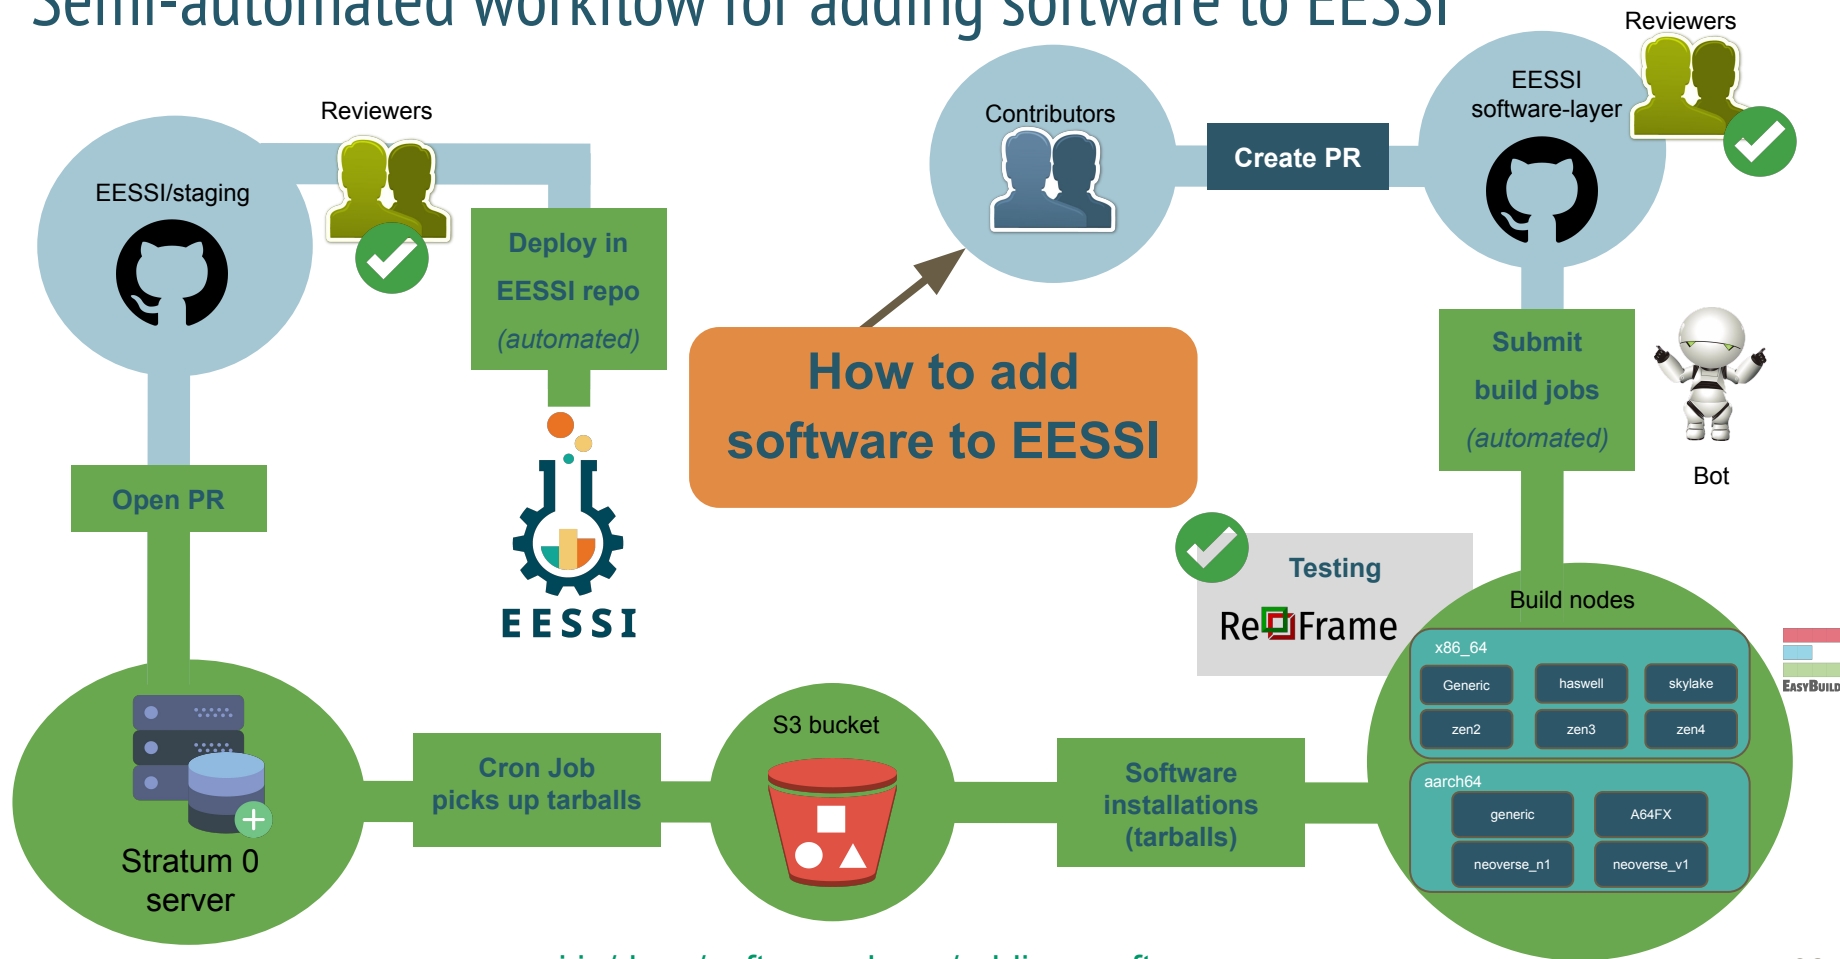 Semi-automated workflow for adding software to EESSI
Reviewers
EESSI
software-layer
Contributors
Create PR
Reviewers
EESSI/staging
Deploy in
EESSI repo
(automated)
How to add
software to EESSI
Submit
build jobs
(automated)
Bot
Open PR
EESSI
Testing
ReFrame
Build nodes
x86_64
Generic
haswell
skylake
zen2
zen3
zen4
EASYBUILD
aarch64
generic
A64FX
neoverse_n1
neoverse_v1
S3 bucket
Cron Job
picks up tarballs
Software
installations
(tarballs)
Stratum 0
server